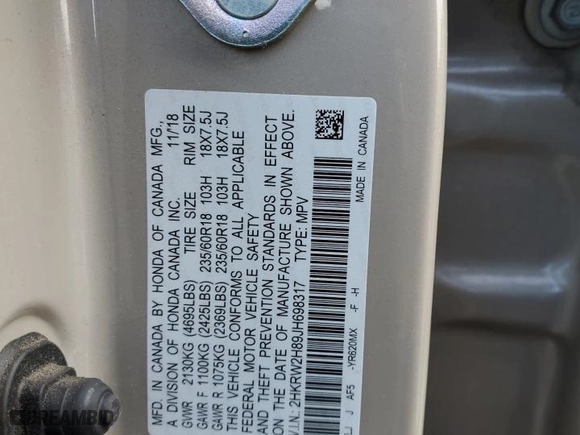 MFD. IN CANADA BY HONDA OF CANADA MFG.,
A DIVISION OF HONDA CANADA INC. 11/18
GVWR 2130KG (4695LBS) TIRE SIZE RIM SIZE
GAWR F 1100KG (2425LBS) 235/60R18 103H 18X7.5J
GAWR R 1075KG (2369LBS) 235/60R18 103H 18X7.5J
THIS VEHICLE CONFORMS TO ALL APPLICABLE
FEDERAL MOTOR VEHICLE SAFETY
AND THEFT PREVENTION STANDARDS IN EFFECT
ON THE DATE OF MANUFACTURE SHOWN ABOVE.
V.I.N: 2HKRW2H89JH698317 TYPE: MPV
LJ J AF5 -YR620MX -F -H
MADE IN CANADA
DREAMBID